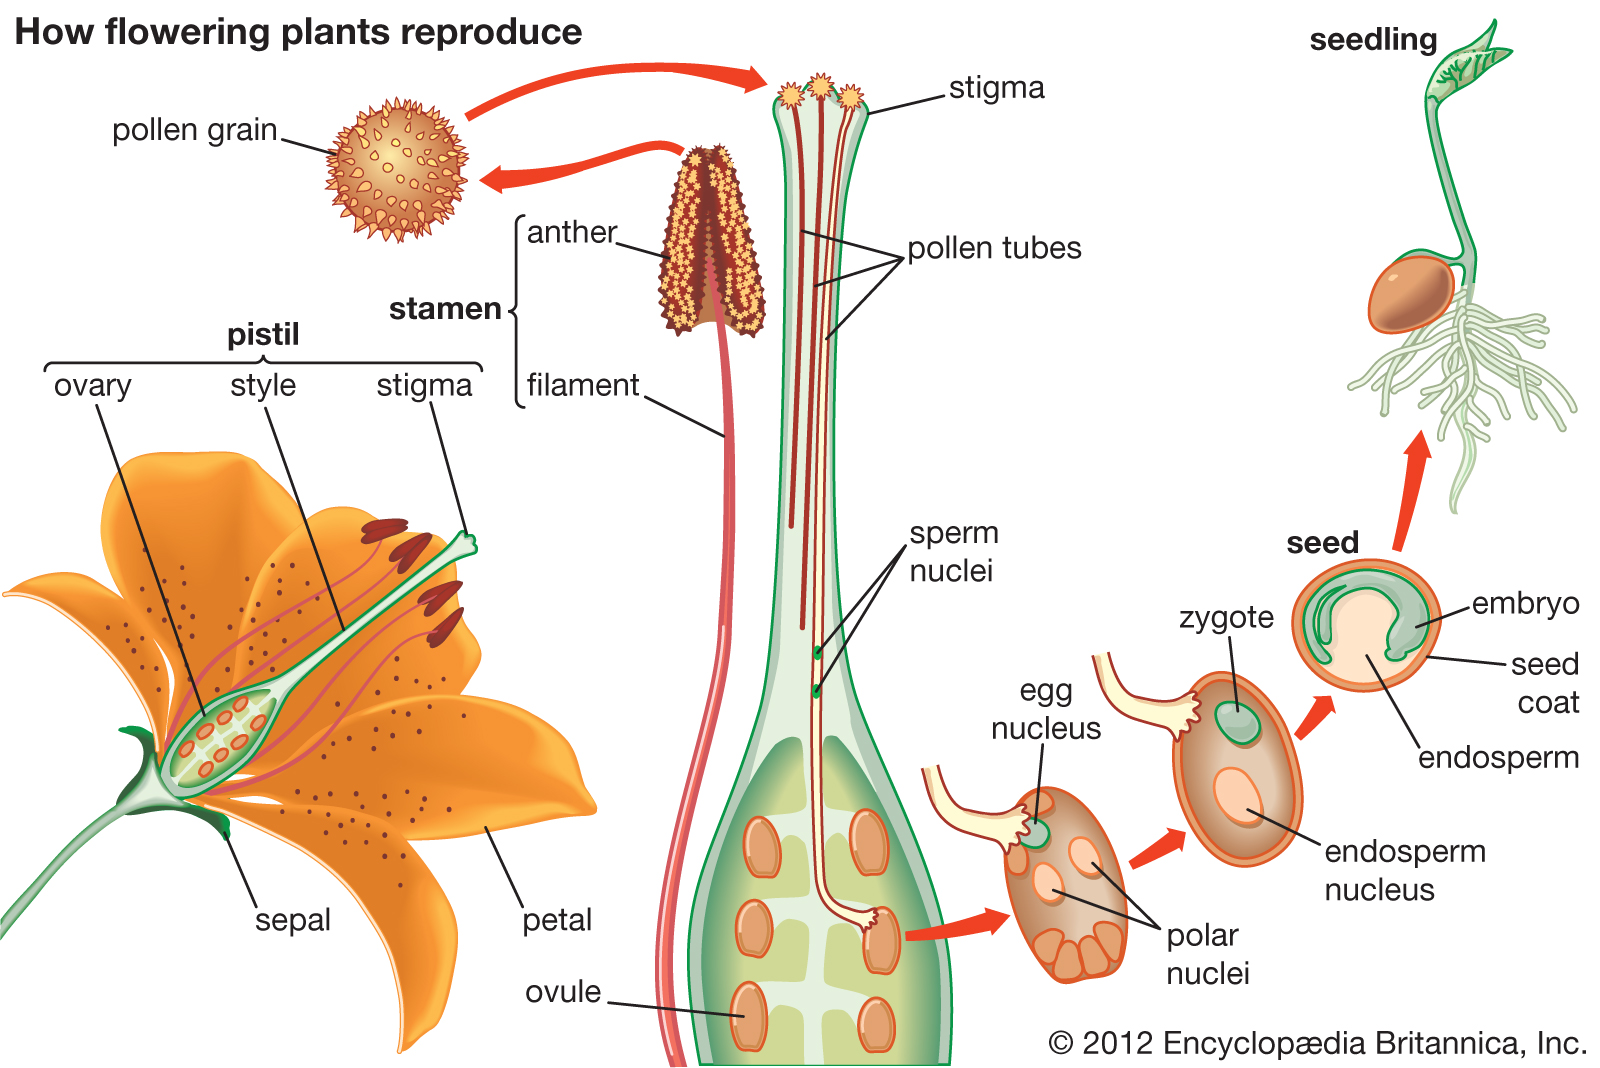 How flowering plants reproduce
pollen grain
stigma
seedling
anther
pollen tubes
stamen
filament
pistil
ovary
style
stigma
sperm
nuclei
seed
embryo
zygote
seed
coat
egg
nucleus
endosperm
endosperm
nucleus
sepal
petal
polar
nuclei
ovule
© 2012 Encyclopædia Britannica, Inc.